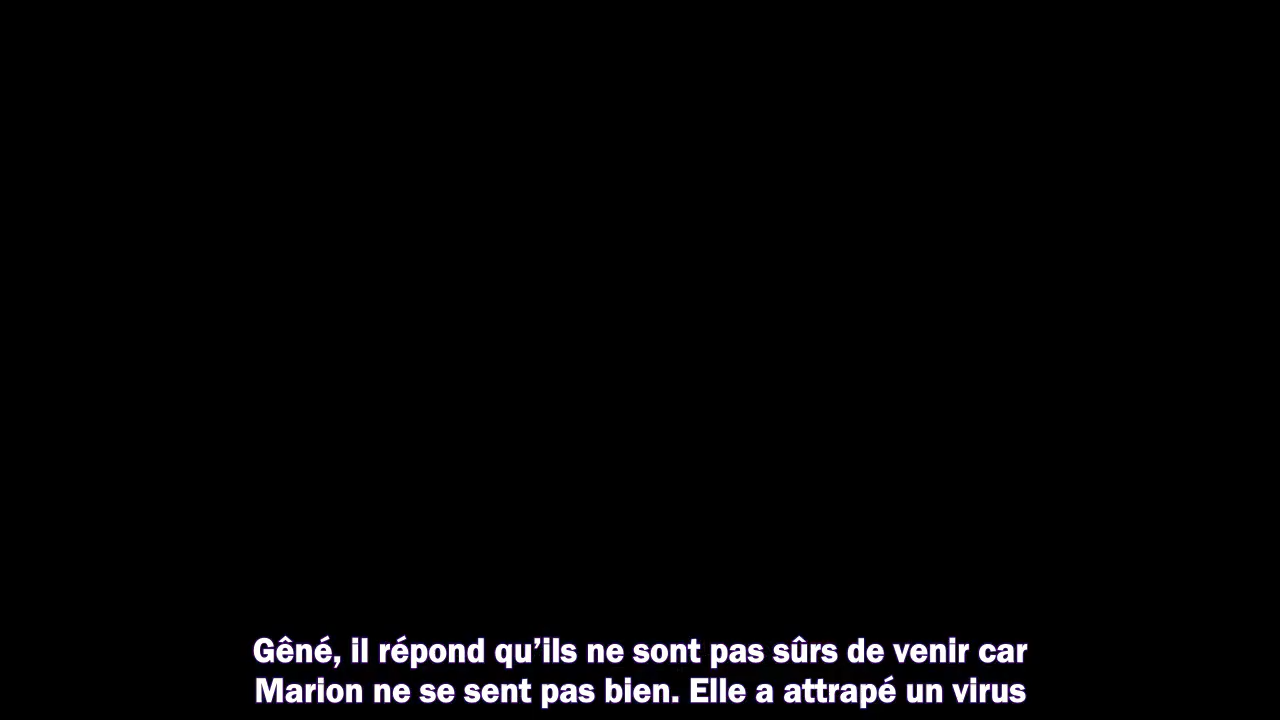 Gêné, il répond qu’ils ne sont pas sûrs de venir car
Marion ne se sent pas bien. Elle a attrapé un virus